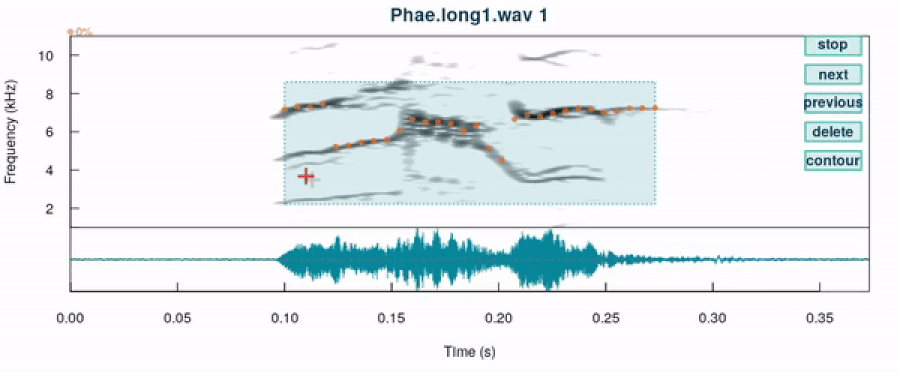 Phae.long1.wav 1
0%
stop
next
previous
delete
contour
Frequency (kHz)
10
8
6
4
2
0.00 0.05 0.10 0.15 0.20 0.25 0.30 0.35
Time (s)